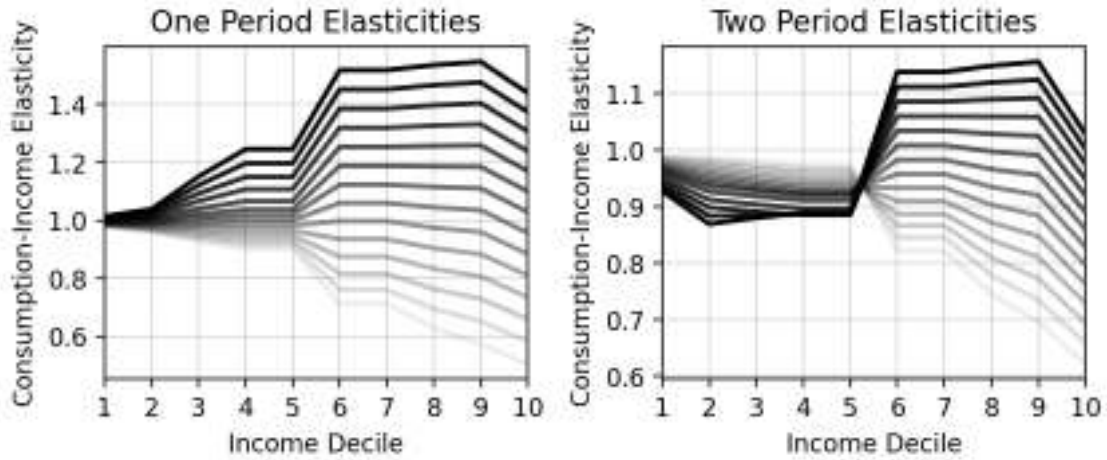 One Period Elasticities
Consumption-Income Elasticity
1.4
1.2
1.0
0.8
0.6
1 2 3 4 5 6 7 8 9 10
Income Decile
Two Period Elasticities
Consumption-Income Elasticity
1.1
1.0
0.9
0.8
0.7
0.6
1 2 3 4 5 6 7 8 9 10
Income Decile